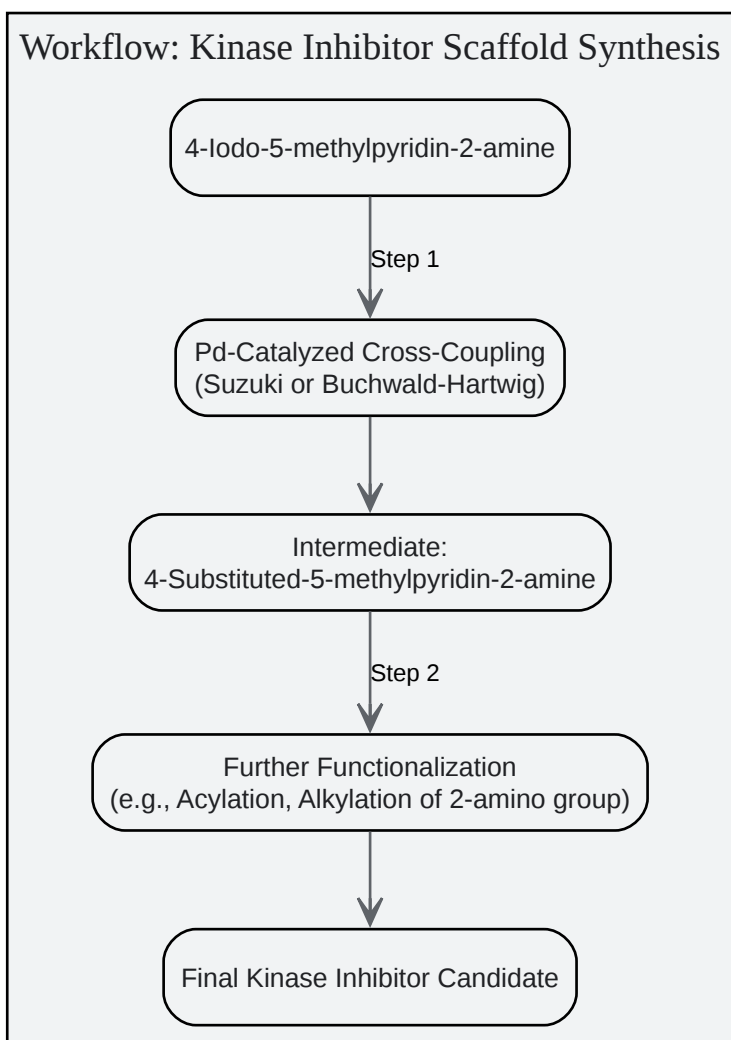 Workflow: Kinase Inhibitor Scaffold Synthesis
4-Iodo-5-methylpyridin-2-amine
Step 1
Pd-Catalyzed Cross-Coupling
(Suzuki or Buchwald-Hartwig)
Intermediate:
4-Substituted-5-methylpyridin-2-amine
Step 2
Further Functionalization
(e.g., Acylation, Alkylation of 2-amino group)
Final Kinase Inhibitor Candidate